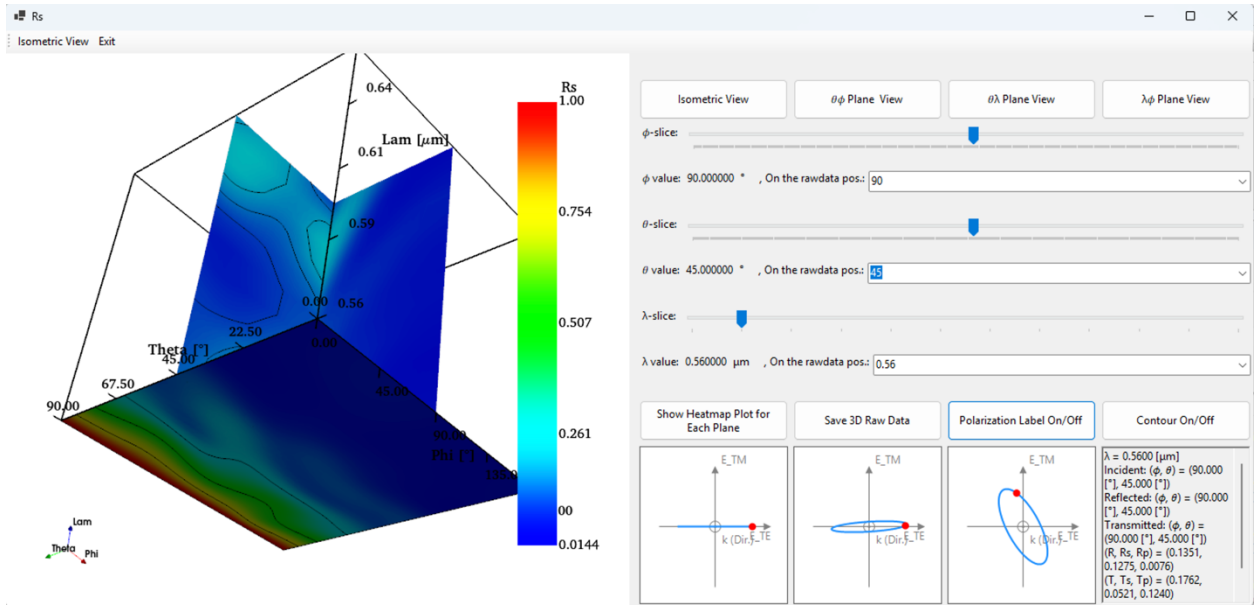 Rs
Isometric View Exit
Rs
1.00
0.754
0.507
0.261
00
0.0144
0.64
Lam [μm]
0.61
0.59
0.56
0.00
0.00
22.50
Theta [°]
45.00
67.50
90.00
45.00
90.00
Phi [°]
135.0
Lam
Theta
Phi
Isometric View
θϕ Plane View
θλ Plane View
λϕ Plane View
ϕ-slice:
ϕ value: 90.000000 ° , On the rawdata pos.: 90
θ-slice:
θ value: 45.000000 ° , On the rawdata pos.: 45
λ-slice:
λ value: 0.560000 μm , On the rawdata pos.: 0.56
Show Heatmap Plot for
Each Plane
Save 3D Raw Data
Polarization Label On/Off
Contour On/Off
E_TM
k (Dir.)
E_TE
E_TM
k (Dir.)
E_TE
E_TM
k (Dir.)
E_TE
λ = 0.5600 [μm]
Incident: (ϕ, θ) = (90.000
[°], 45.000 [°])
Reflected: (ϕ, θ) = (90.000
[°], 45.000 [°])
Transmitted: (ϕ, θ) =
(90.000 [°], 45.000 [°])
(R, Rs, Rp) = (0.1351,
0.1275, 0.0076)
(T, Ts, Tp) = (0.1762,
0.0521, 0.1240)